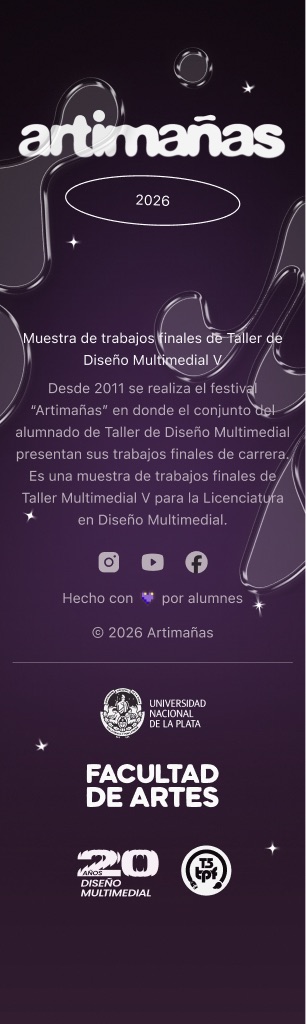 artimañas
2026
Muestra de trabajos finales de Taller de
Diseño Multimedial V
Desde 2011 se realiza el festival
"Artimañas" en donde el conjunto del
alumnado de Taller de Diseño Multimedial
presentan sus trabajos finales de carrera.
Es una muestra de trabajos finales de
Taller Multimedial V para la Licenciatura
en Diseño Multimedial.
Hecho con 💜 por alumnes
© 2026 Artimañas
UNIVERSIDAD
NACIONAL
DE LA PLATA
FACULTAD
DE ARTES
20
AÑOS
DISEÑO
MULTIMEDIAL
T5
tpf